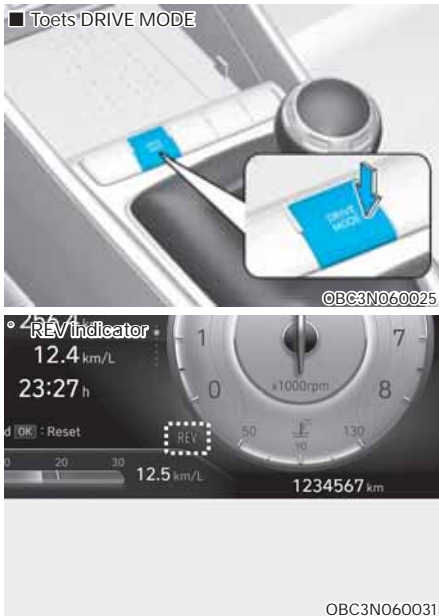 ■ Toets DRIVE MODE
DRIVE
MODE
OBC3N060025
REV indicator
12.4 km/L
23:27 h
d OK : Reset
REV
0 20 30
12.5 km/L
1 7
0 8
x1000rpm
50 130
90
1234567 km
OBC3N060031